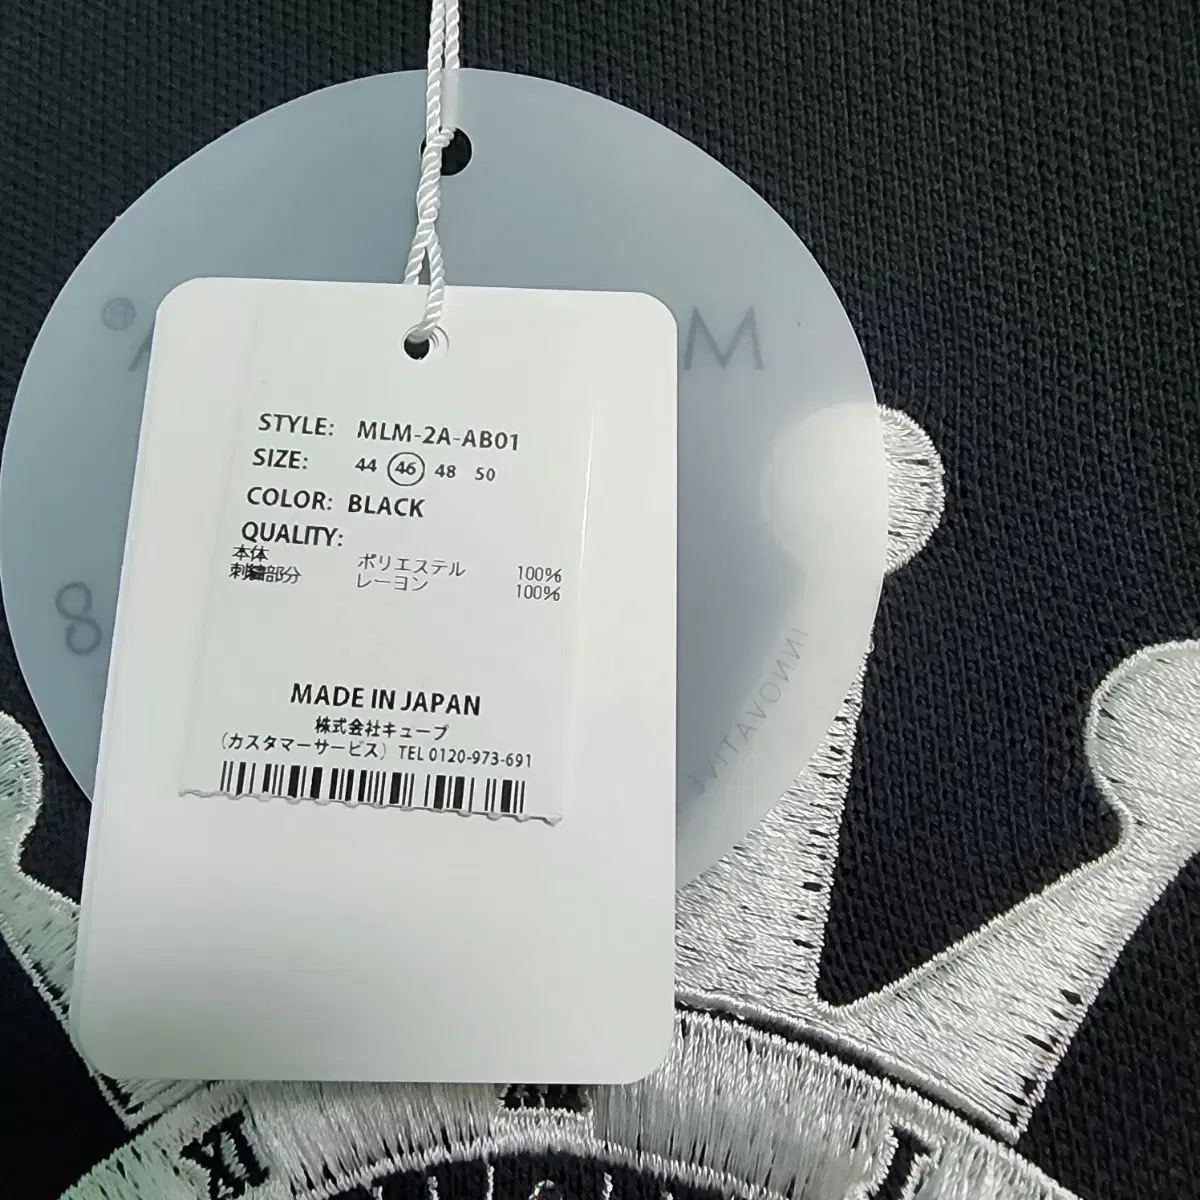 STYLE: MLM-2A-AB01
SIZE: 44 46 48 50
COLOR: BLACK
QUALITY:
本体 ポリエステル 100%
刺繍部分 レーヨン 100%
MADE IN JAPAN
株式会社キューブ
(カスタマーサービス) TEL 0120-973-691
M
®
8
XI
I